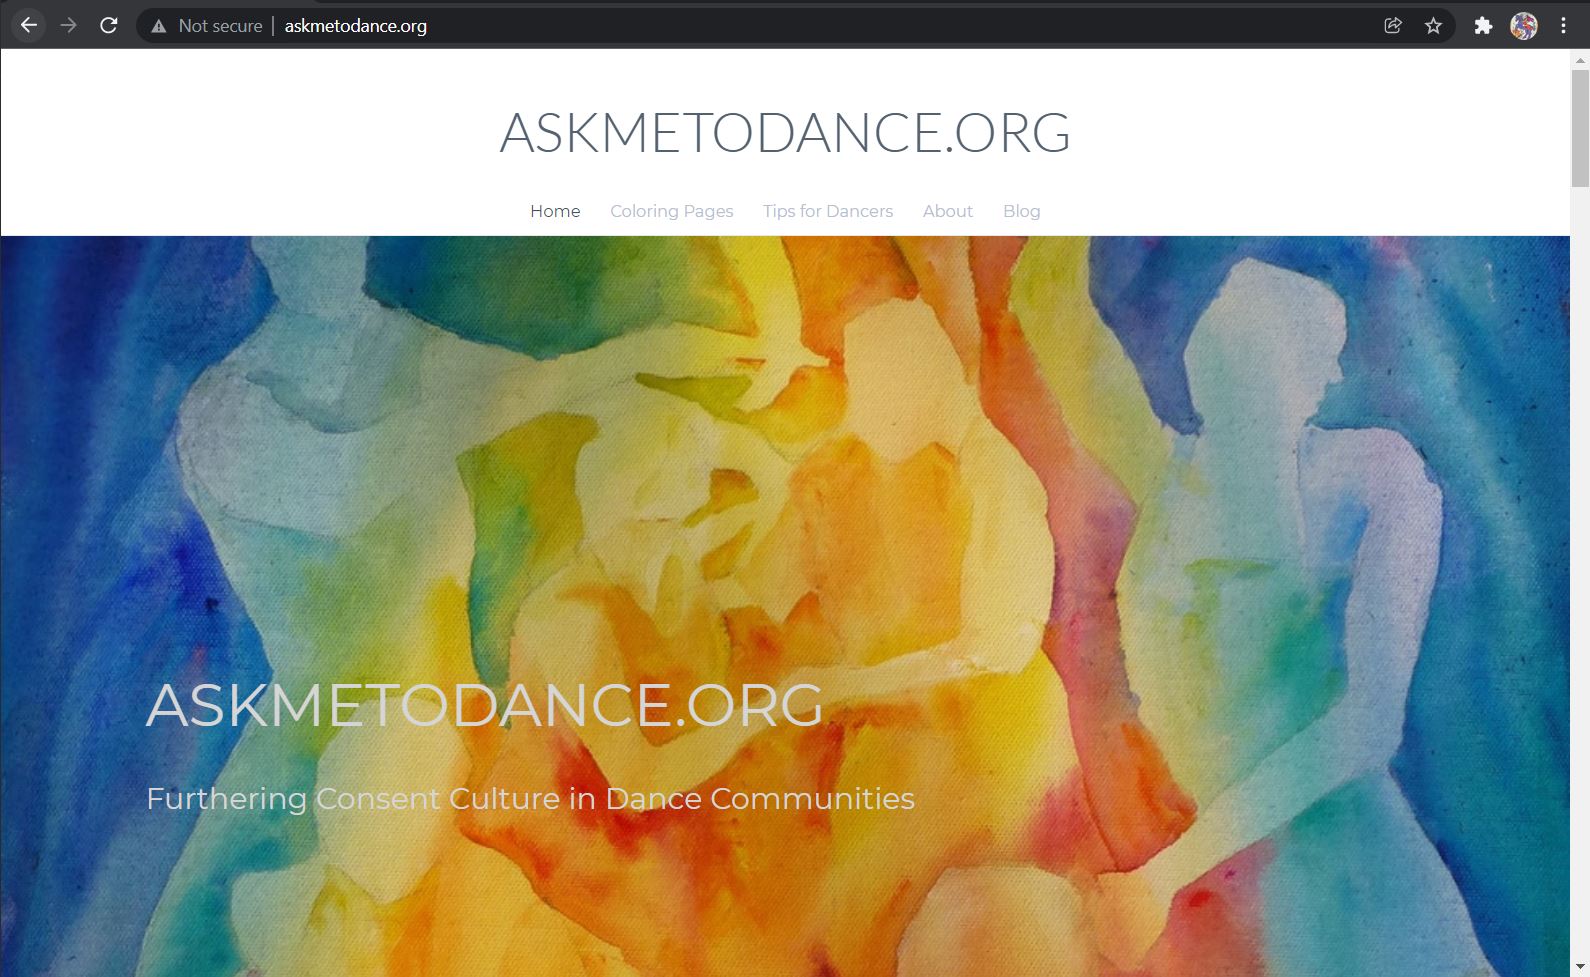 Not secure | askmetodance.org
ASKMETODANCE.ORG
Home Coloring Pages Tips for Dancers About Blog
ASKMETODANCE.ORG
Furthering Consent Culture in Dance Communities